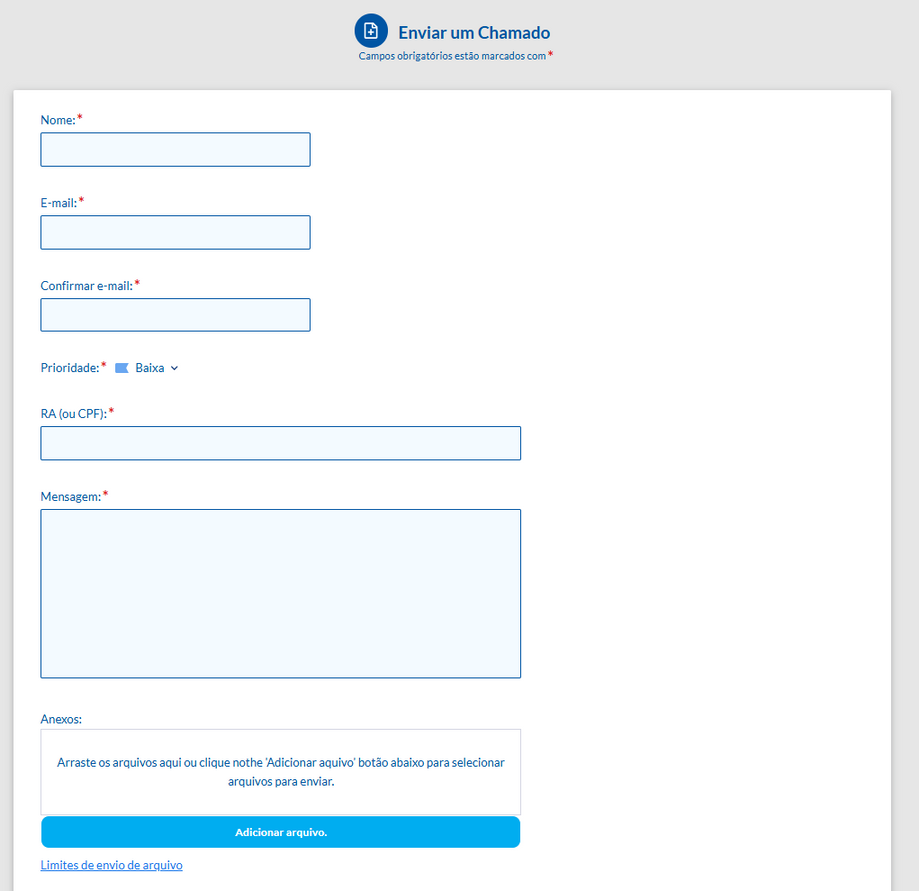 Enviar um Chamado
Campos obrigatórios estão marcados com *
Nome: *
E-mail: *
Confirmar e-mail: *
Prioridade: * Baixa
RA (ou CPF): *
Mensagem: *
Anexos:
Arraste os arquivos aqui ou clique nothe 'Adicionar aquivo' botão abaixo para selecionar
arquivos para enviar.
Adicionar arquivo.
Limites de envio de arquivo